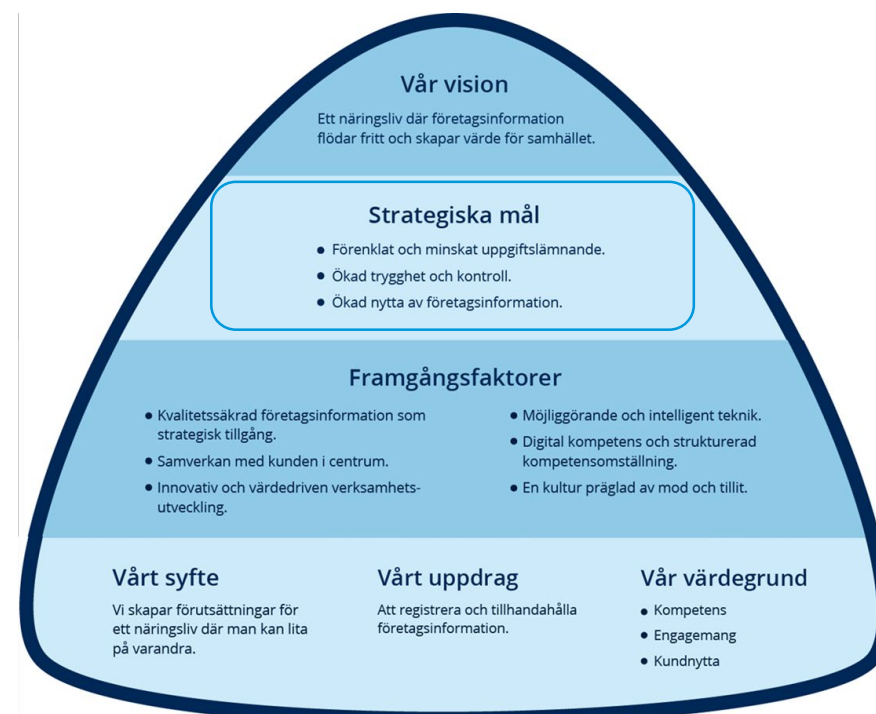 Vår vision
Ett näringsliv där företagsinformation
flödar fritt och skapar värde för samhället.
Strategiska mål
• Förenklat och minskat uppgiftslämnande.
• Ökad trygghet och kontroll.
• Ökad nytta av företagsinformation.
Framgångsfaktorer
• Kvalitetssäkrad företagsinformation som
strategisk tillgång.
• Samverkan med kunden i centrum.
• Innovativ och värdedriven verksamhets-
utveckling.
• Möjliggörande och intelligent teknik.
• Digital kompetens och strukturerad
kompetensomställning.
• En kultur präglad av mod och tillit.
Vårt syfte
Vi skapar förutsättningar för
ett näringsliv där man kan lita
på varandra.
Vårt uppdrag
Att registrera och tillhandahålla
företagsinformation.
Vår värdegrund
• Kompetens
• Engagemang
• Kundnytta